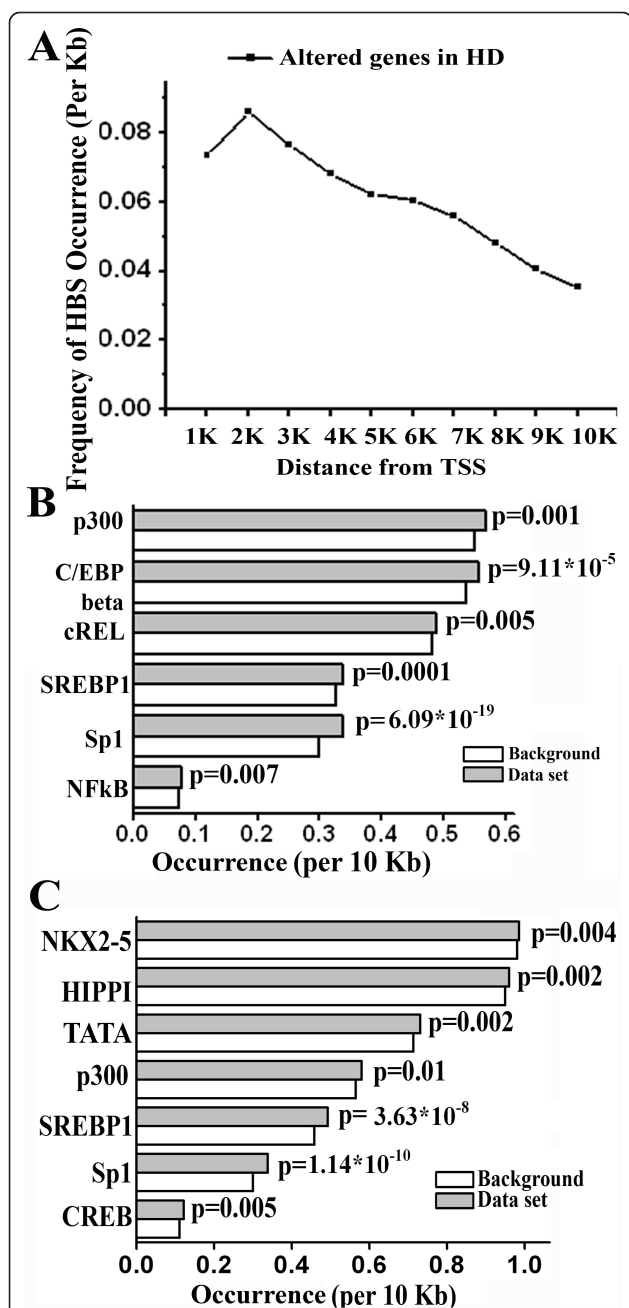 A
Altered genes in HD
Frequency of HBS Occurrence (Per Kb)
0.08
0.06
0.04
0.02
0.00
1K 2K 3K 4K 5K 6K 7K 8K 9K 10K
Distance from TSS
B
p300
p=0.001
C/EBP
beta
p=9.11*10-5
cREL
p=0.005
SREBP1
p=0.0001
Sp1
p= 6.09*10-19
NFkB
p=0.007
Background
Data set
0.0 0.1 0.2 0.3 0.4 0.5 0.6
Occurrence (per 10 Kb)
C
NKX2-5
p=0.004
HIPPI
p=0.002
TATA
p=0.002
p300
p=0.01
SREBP1
p= 3.63*10-8
Sp1
p=1.14*10-10
CREB
p=0.005
Background
Data set
0.0 0.2 0.4 0.6 0.8 1.0
Occurrence (per 10 Kb)